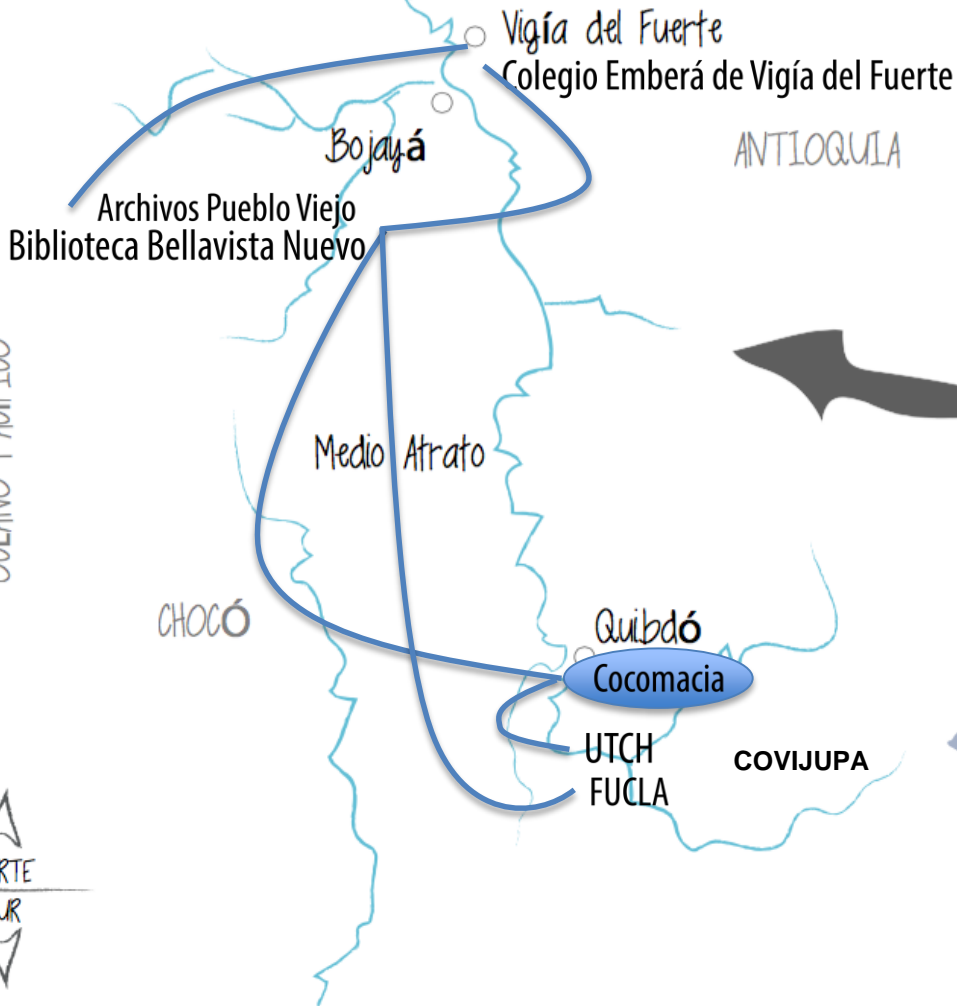 Vigía del Fuerte
Colegio Emberá de Vigía del Fuerte
Bojayá
ANTIOQUIA
Archivos Pueblo Viejo
Biblioteca Bellavista Nuevo
Medio Atrato
CHOCÓ
Quibdó
Cocomacia
UTCH
COVIJUPA
FUCLA